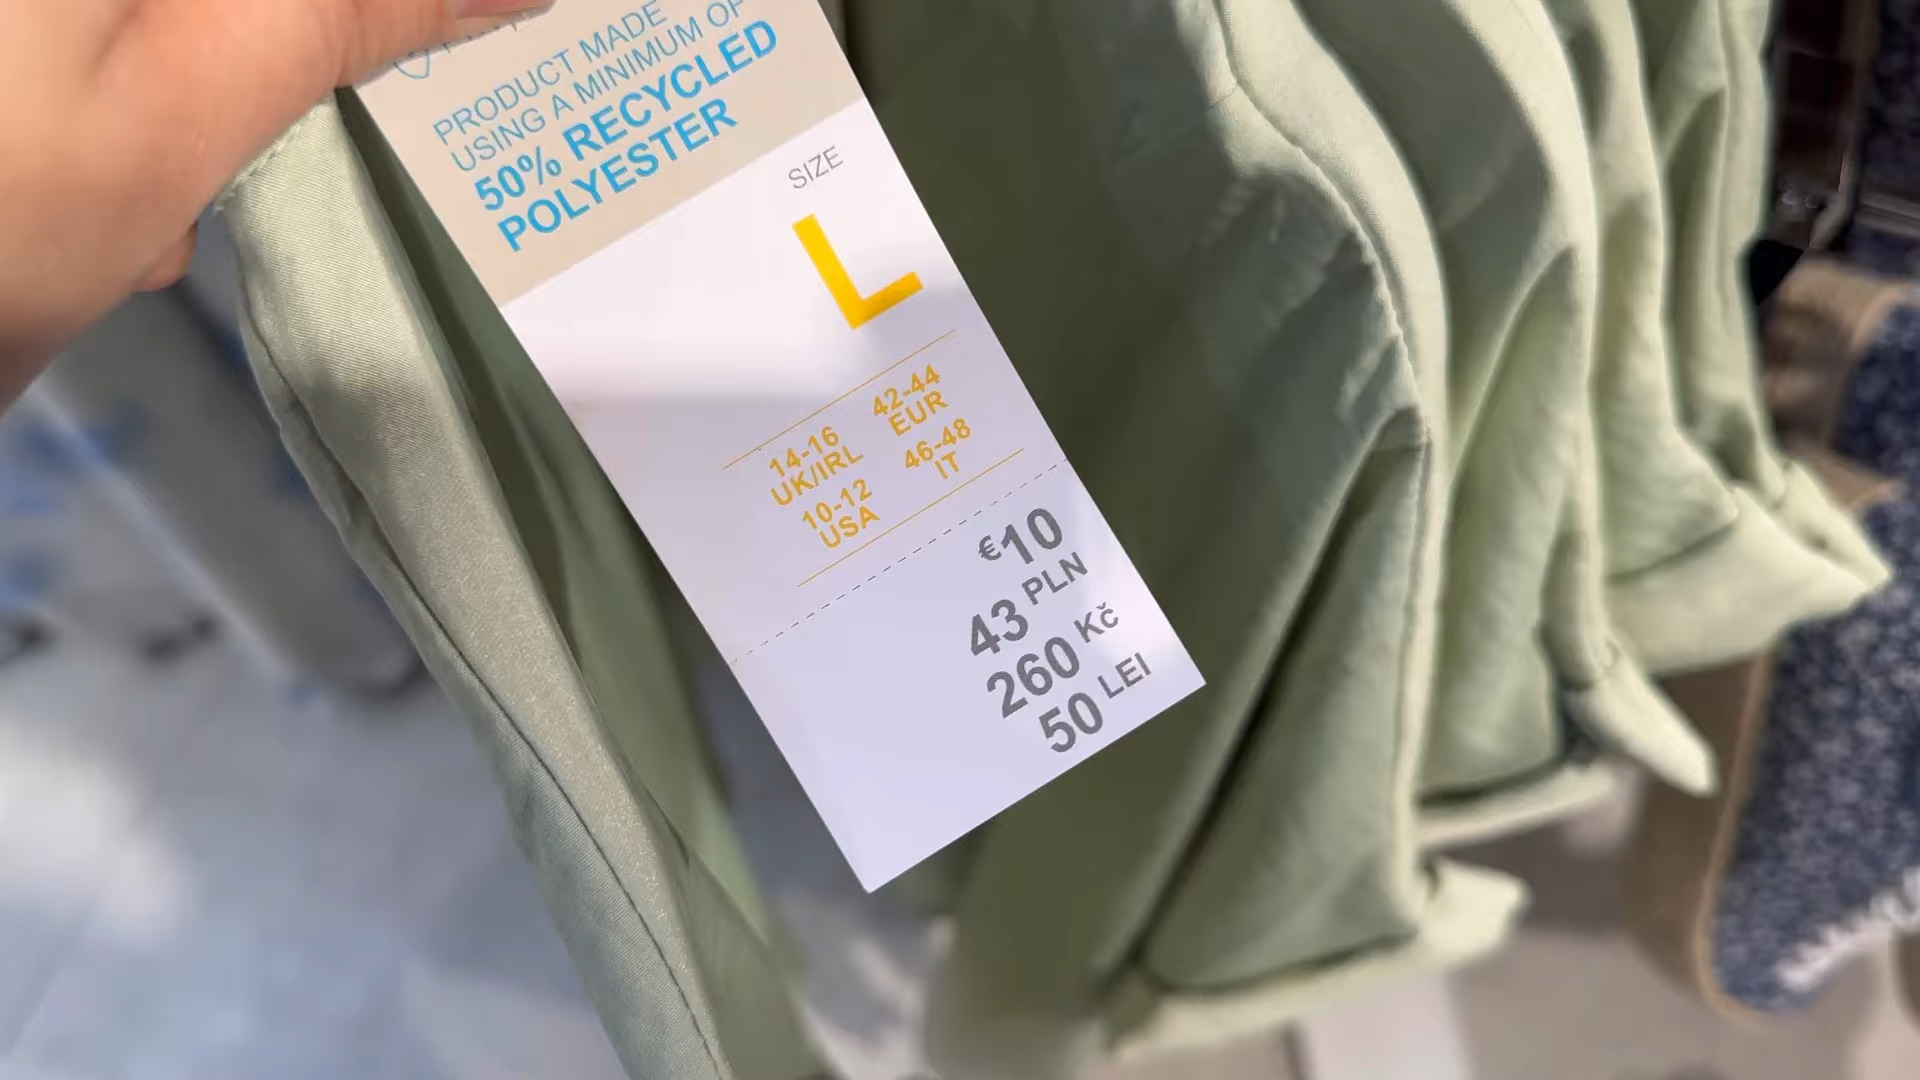 PRODUCT MADE
USING A MINIMUM OF
50% RECYCLED
POLYESTER
SIZE
L
14-16
UK/IRL
42-44
EUR
10-12
USA
46-48
IT
€10
43 PLN
260 Kč
50 LEI